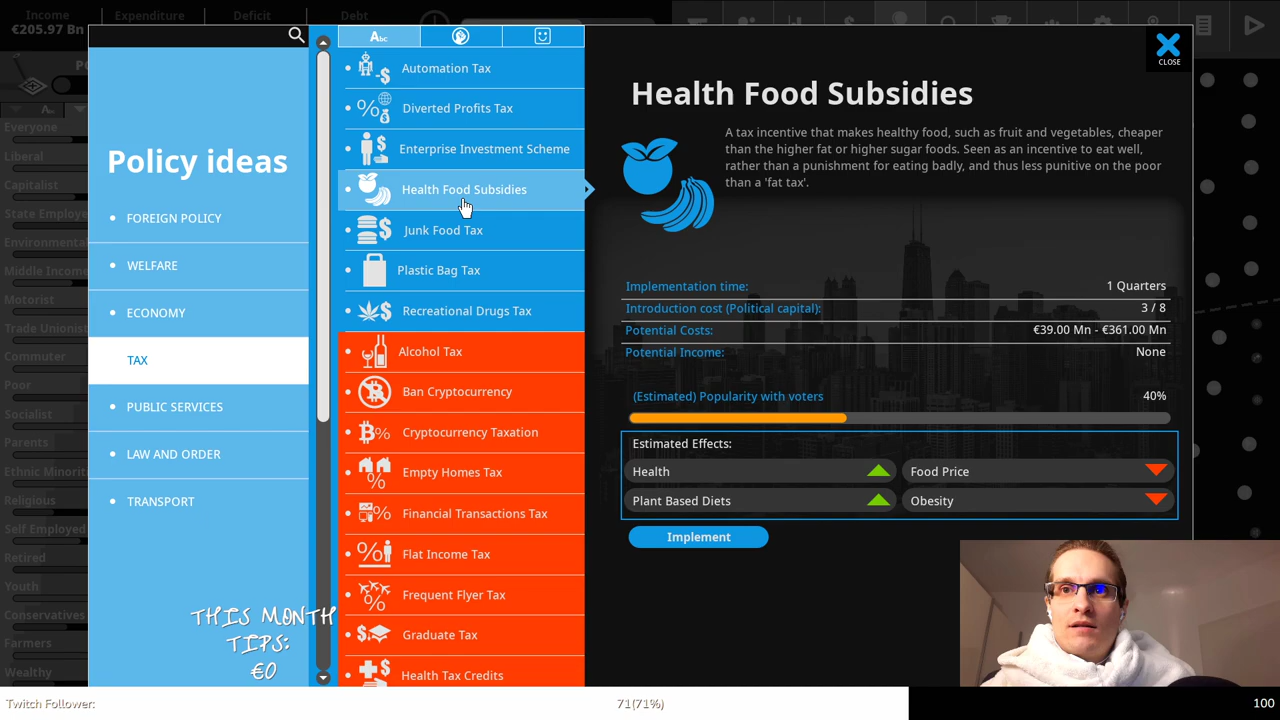 Income
Expenditure
Deficit
Debt
€205.97 Bn
Everyone
Liberal
Capitalist
State Employe
Environmental
Middle Income
Motorist
Trade Unionist
Commuter
Poor
Socialist
Parents
Ethnic Minorit
Religious
Self Employed
Retired
Youth
Conservatives
Farmers
Wealthy
Policy ideas
FOREIGN POLICY
WELFARE
ECONOMY
TAX
PUBLIC SERVICES
LAW AND ORDER
TRANSPORT
THIS MONTH
TIPS:
€0
Abc
Automation Tax
Diverted Profits Tax
Enterprise Investment Scheme
Health Food Subsidies
Junk Food Tax
Plastic Bag Tax
Recreational Drugs Tax
Alcohol Tax
Ban Cryptocurrency
Cryptocurrency Taxation
Empty Homes Tax
Financial Transactions Tax
Flat Income Tax
Frequent Flyer Tax
Graduate Tax
Health Tax Credits
CLOSE
Health Food Subsidies
A tax incentive that makes healthy food, such as fruit and vegetables, cheaper
than the higher fat or higher sugar foods. Seen as an incentive to eat well,
rather than a punishment for eating badly, and thus less punitive on the poor
than a 'fat tax'.
Implementation time: 1 Quarters
Introduction cost (Political capital): 3 / 8
Potential Costs: €39.00 Mn - €361.00 Mn
Potential Income: None
(Estimated) Popularity with voters 40%
Estimated Effects:
Health Food Price
Plant Based Diets Obesity
Implement
Twitch Follower: 71(71%) 100